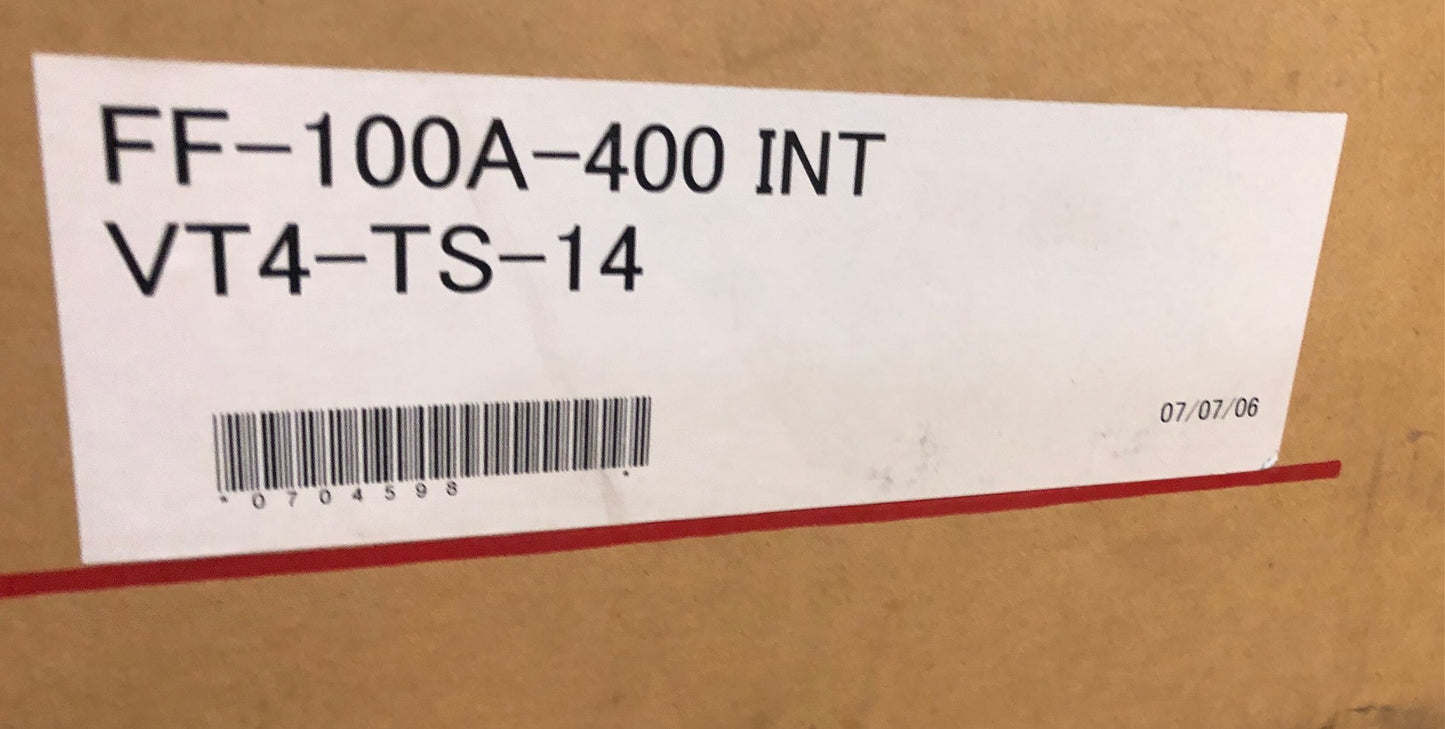 FF-100A-400 INT
VT4-TS-14
07/07/06
*0704598 *